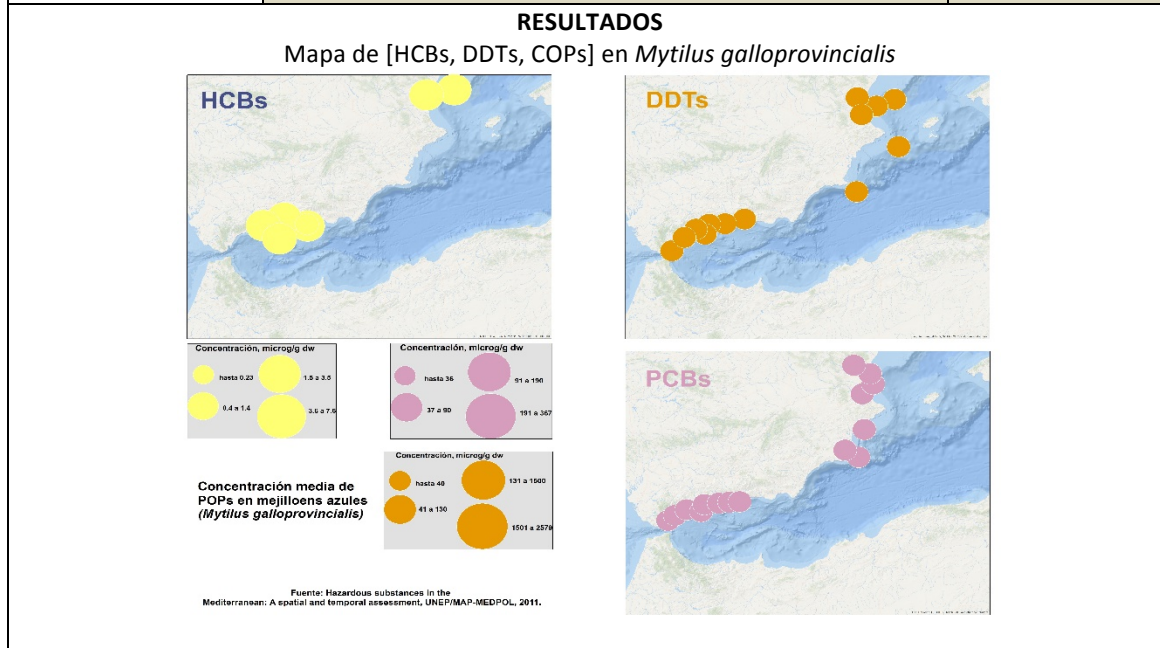 RESULTADOS
Mapa de [HCBs, DDTs, COPs] en Mytilus galloprovincialis
HCBs
DDTs
Concentración, microg/g dw
hasta 0.23
1.5 a 3.5
0.4 a 1.4
3.6 a 7.6
Concentración, microg/g dw
hasta 36
91 a 190
37 a 90
191 a 367
PCBs
Concentración, microg/g dw
hasta 40
131 a 1500
41 a 130
1501 a 2579
Concentración media de
POPs en mejilloens azules
(Mytilus galloprovincialis)
Fuente: Hazardous substances in the
Mediterranean: A spatial and temporal assessment, UNEP/MAP-MEDPOL, 2011.